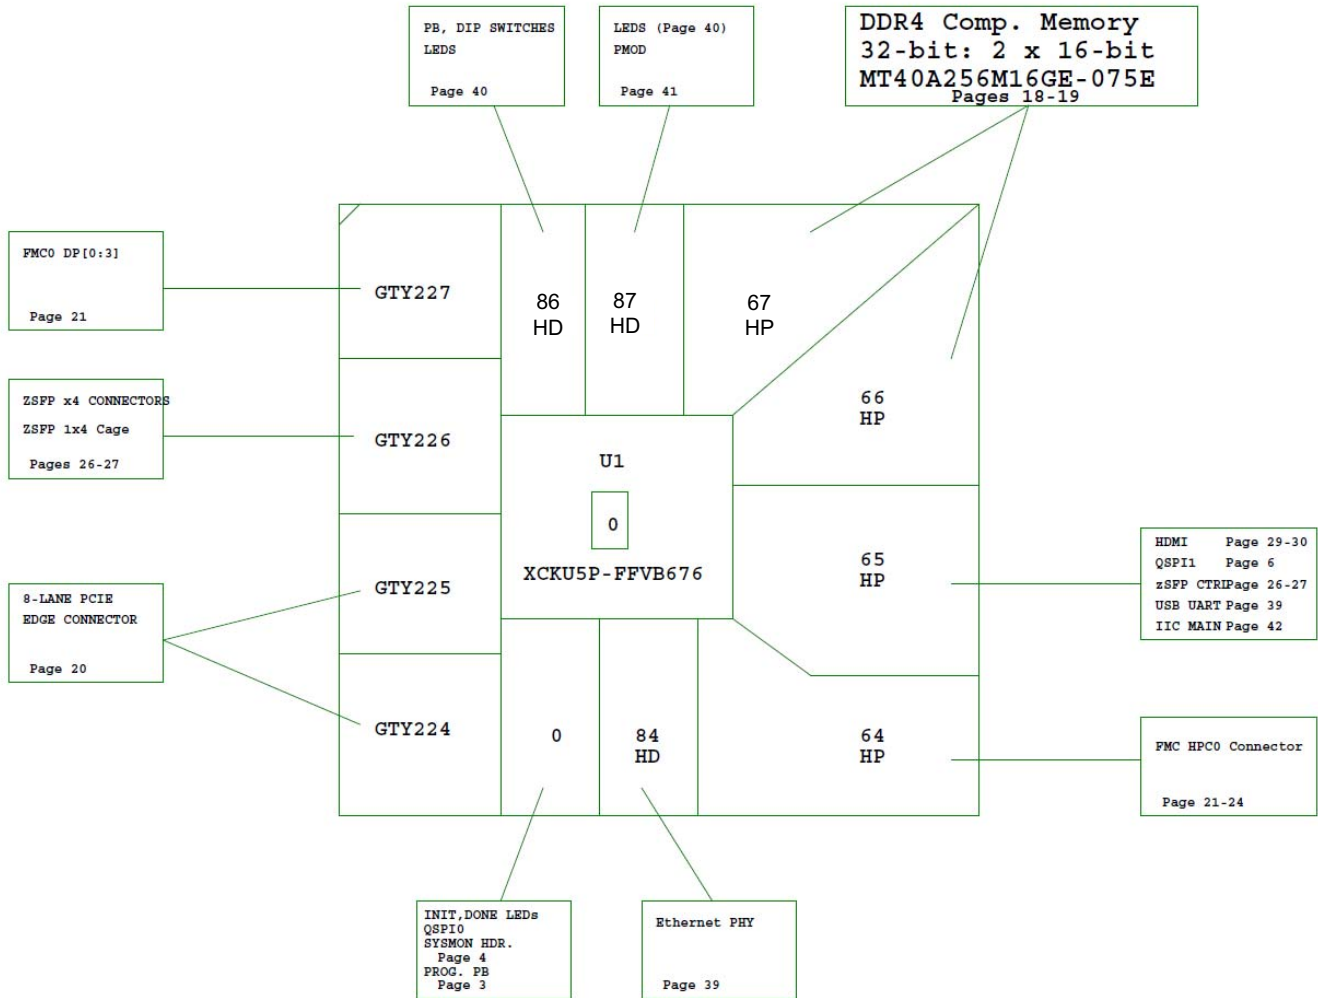 PB, DIP SWITCHES
LEDS
Page 40
LEDS (Page 40)
PMOD
Page 41
DDR4 Comp. Memory
32-bit: 2 x 16-bit
MT40A256M16GE-075E
Pages 18-19
FMC0 DP[0:3]
Page 21
GTY227
86
HD
87
HD
67
HP
ZSFP x4 CONNECTORS
ZSFP 1x4 Cage
Pages 26-27
GTY226
66
HP
U1
0
XCKU5P-FFVB676
65
HP
HDMI Page 29-30
QSPI1 Page 6
zSFP CTRLPage 26-27
USB UART Page 39
IIC MAIN Page 42
8-LANE PCIE
EDGE CONNECTOR
Page 20
GTY225
GTY224
0
84
HD
64
HP
FMC HPC0 Connector
Page 21-24
INIT,DONE LEDs
QSPI0
SYSMON HDR.
Page 4
PROG. PB
Page 3
Ethernet PHY
Page 39